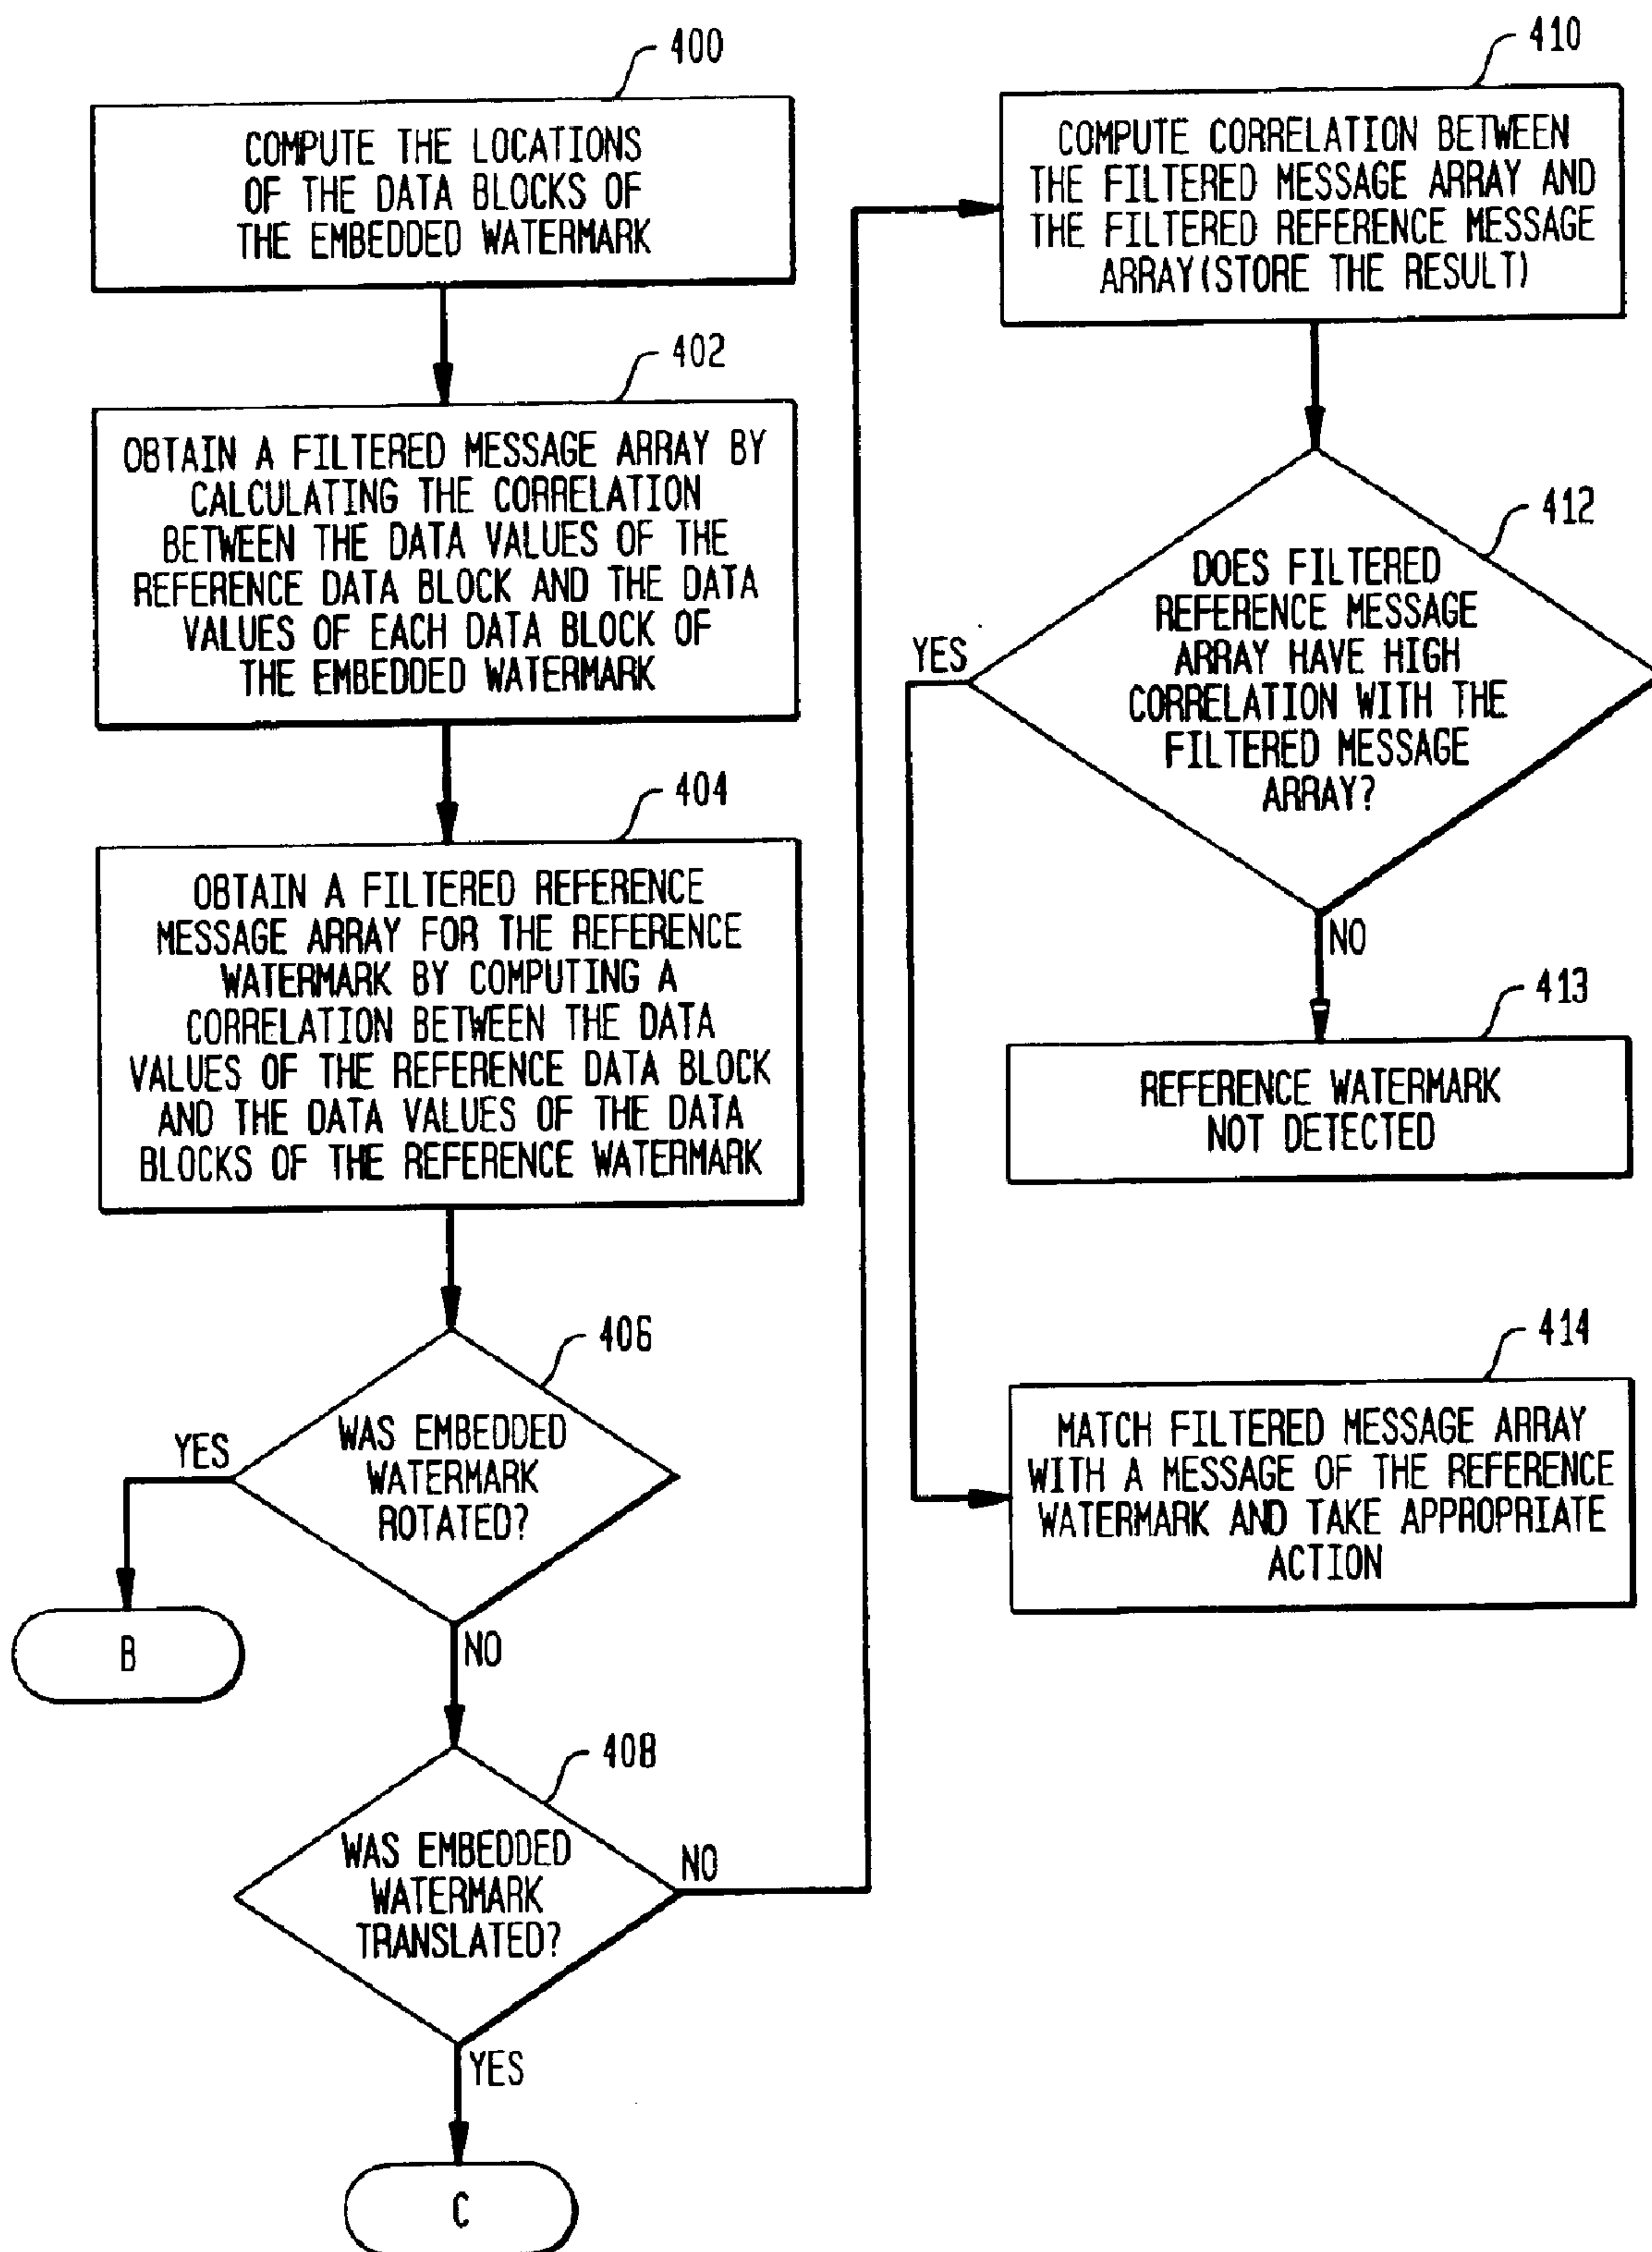 400
COMPUTE THE LOCATIONS
OF THE DATA BLOCKS OF
THE EMBEDDED WATERMARK
402
OBTAIN A FILTERED MESSAGE ARRAY BY
CALCULATING THE CORRELATION
BETWEEN THE DATA VALUES OF THE
REFERENCE DATA BLOCK AND THE DATA
VALUES OF EACH DATA BLOCK OF
THE EMBEDDED WATERMARK
404
OBTAIN A FILTERED REFERENCE
MESSAGE ARRAY FOR THE REFERENCE
WATERMARK BY COMPUTING A
CORRELATION BETWEEN THE DATA
VALUES OF THE REFERENCE DATA BLOCK
AND THE DATA VALUES OF THE DATA
BLOCKS OF THE REFERENCE WATERMARK
406
WAS EMBEDDED
WATERMARK
ROTATED?
YES
B
NO
408
WAS EMBEDDED
WATERMARK
TRANSLATED?
NO
YES
C
410
COMPUTE CORRELATION BETWEEN
THE FILTERED MESSAGE ARRAY AND
THE FILTERED REFERENCE MESSAGE
ARRAY(STORE THE RESULT)
412
DOES FILTERED
REFERENCE MESSAGE
ARRAY HAVE HIGH
CORRELATION WITH THE
FILTERED MESSAGE
ARRAY?
YES
NO
413
REFERENCE WATERMARK
NOT DETECTED
414
MATCH FILTERED MESSAGE ARRAY
WITH A MESSAGE OF THE REFERENCE
WATERMARK AND TAKE APPROPRIATE
ACTION